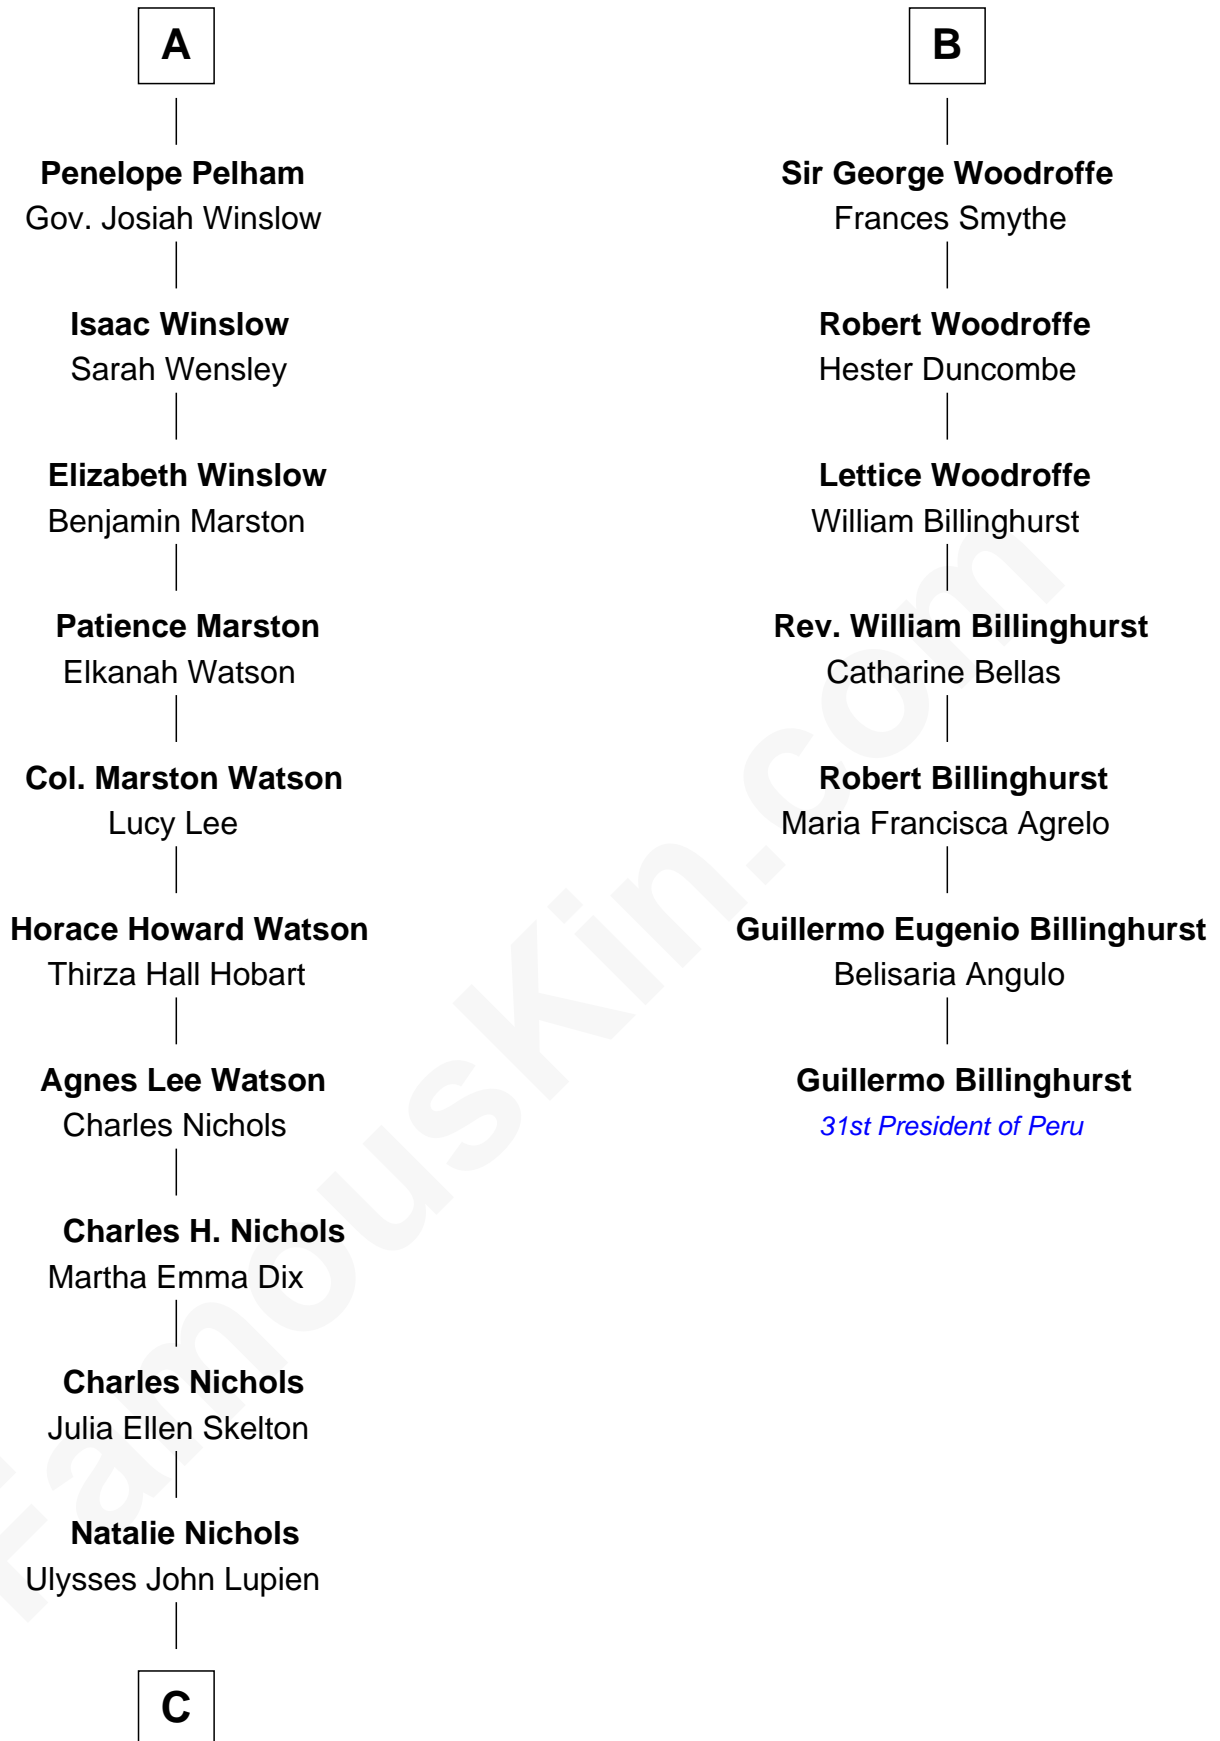 A
Penelope Pelham
Gov. Josiah Winslow
Isaac Winslow
Sarah Wensley
Elizabeth Winslow
Benjamin Marston
Patience Marston
Elkanah Watson
Col. Marston Watson
Lucy Lee
Horace Howard Watson
Thirza Hall Hobart
Agnes Lee Watson
Charles Nichols
Charles H. Nichols
Martha Emma Dix
Charles Nichols
Julia Ellen Skelton
Natalie Nichols
Ulysses John Lupien
C
B
Sir George Woodroffe
Frances Smythe
Robert Woodroffe
Hester Duncombe
Lettice Woodroffe
William Billinghurst
Rev. William Billinghurst
Catharine Bellas
Robert Billinghurst
Maria Francisca Agrelo
Guillermo Eugenio Billinghurst
Belisaria Angulo
Guillermo Billinghurst
31st President of Peru
FamousKin.com